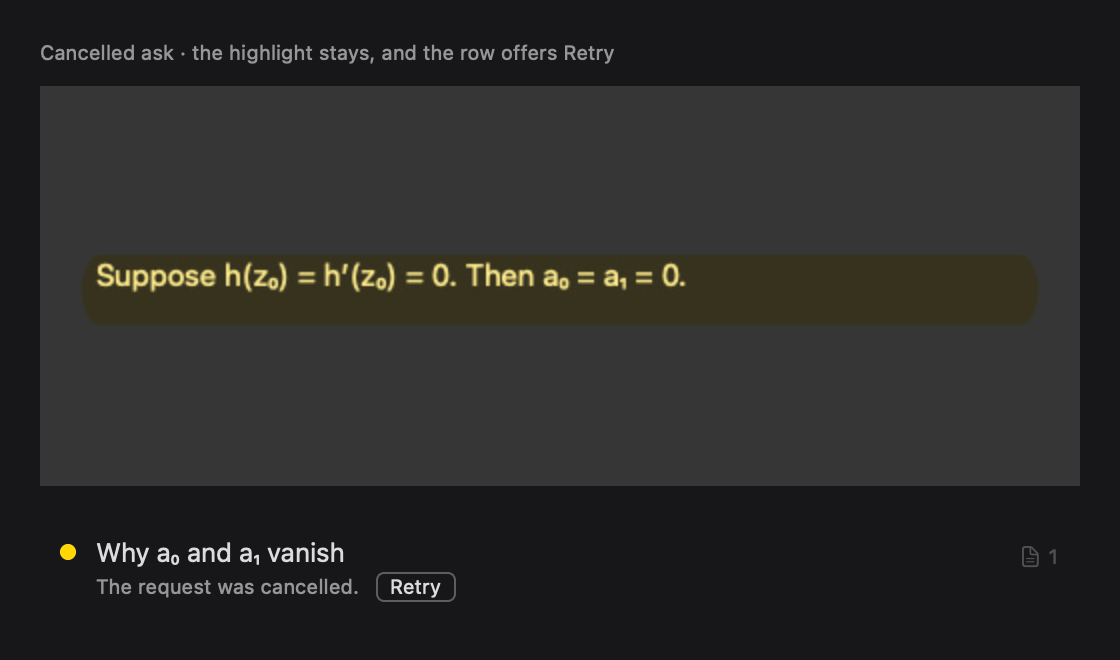 Cancelled ask · the highlight stays, and the row offers Retry
Suppose h(z₀) = h′(z₀) = 0. Then a₀ = a₁ = 0.
Why a₀ and a₁ vanish
1
The request was cancelled.
Retry